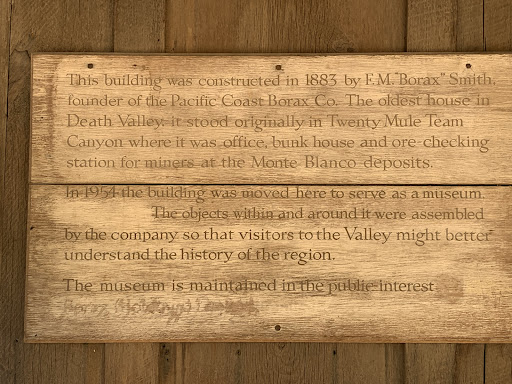 This building was constructed in 1883 by F.M. "Borax" Smith,
founder of the Pacific Coast Borax Co. The oldest house in
Death Valley, it stood originally in Twenty Mule Team
Canyon where it was office, bunk house and ore-checking
station for miners at the Monte Blanco deposits.
In 1954 the building was moved here to serve as a museum.
The objects within and around it were assembled
by the company so that visitors to the Valley might better
understand the history of the region.
The museum is maintained in the public interest.